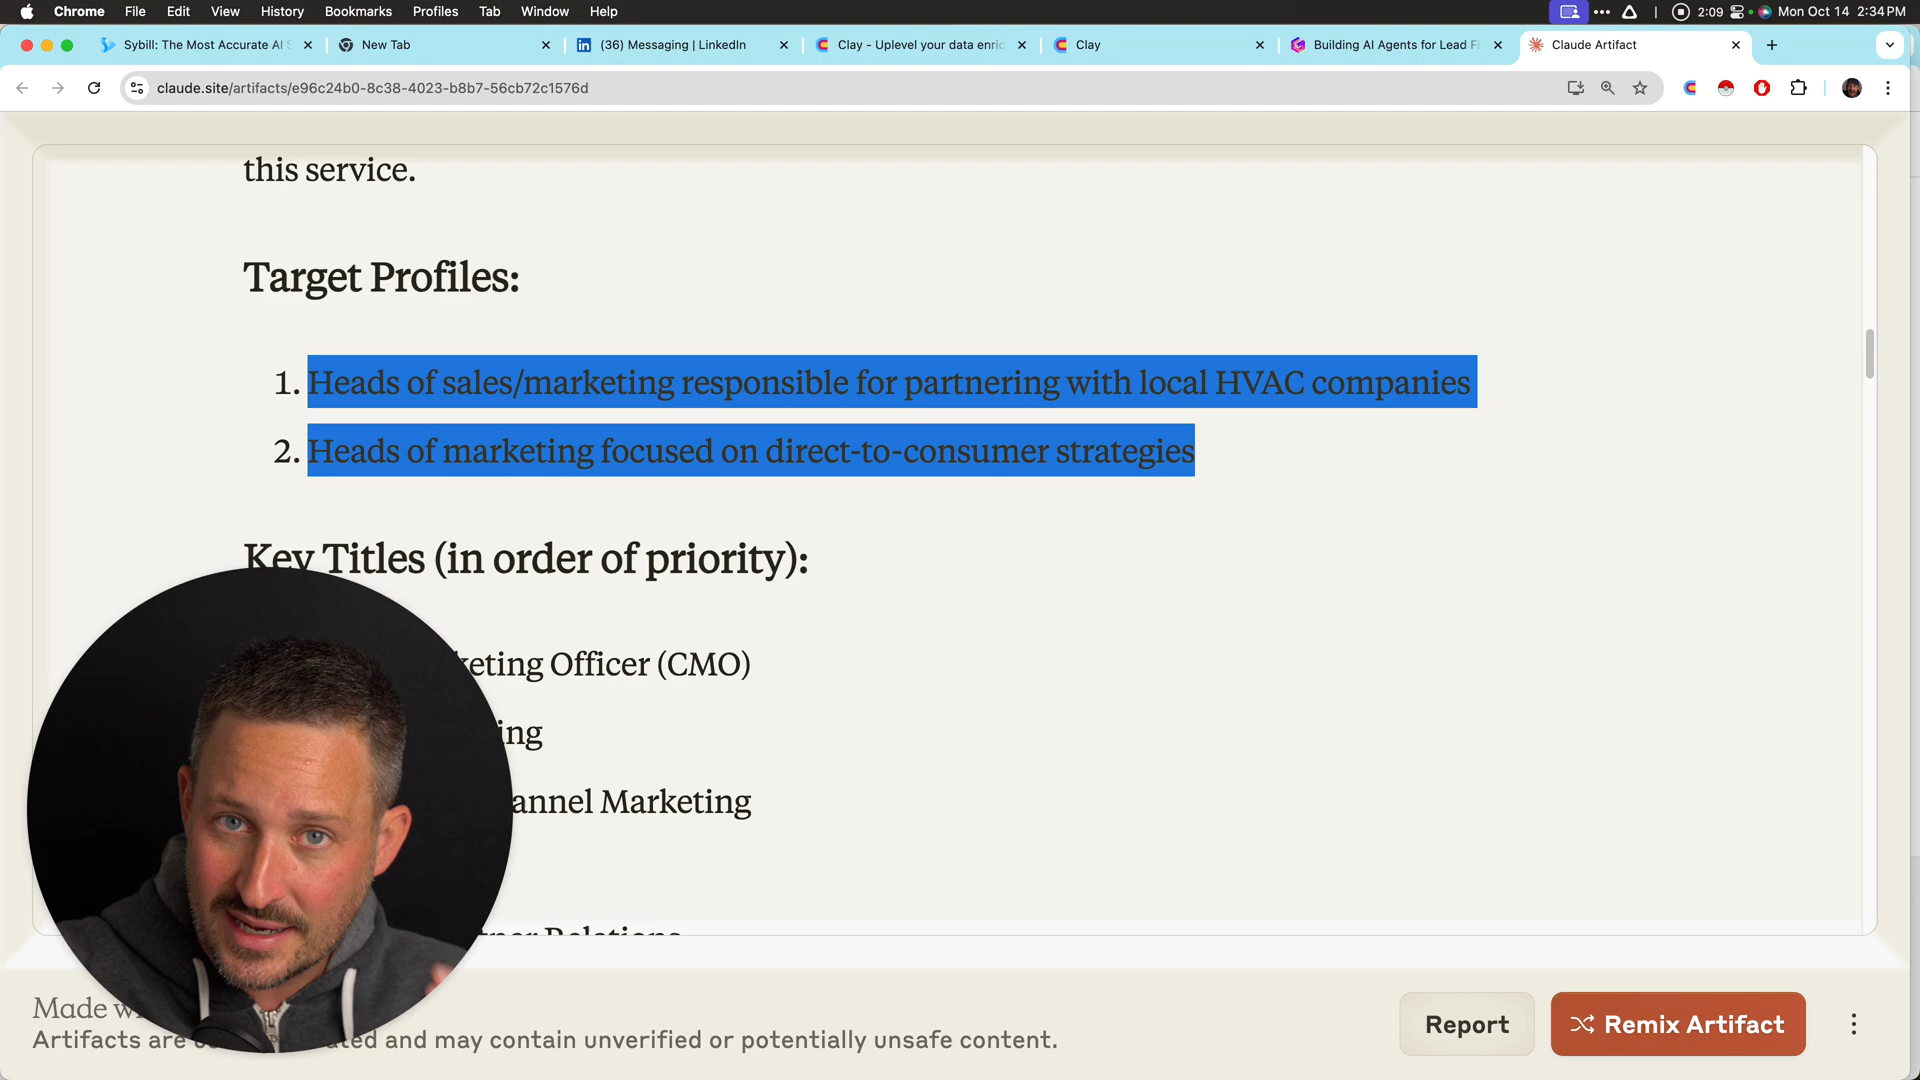 Chrome File Edit View History Bookmarks Profiles Tab Window Help 2:09 Mon Oct 14 2:34 PM
Sybill: The Most Accurate AI New Tab (36) Messaging | LinkedIn Clay - Uplevel your data enric Clay Building AI Agents for Lead Fi Claude Artifact
claude.site/artifacts/e96c24b0-8c38-4023-b8b7-56cb72c1576d
this service.
Target Profiles:
1. Heads of sales/marketing responsible for partnering with local HVAC companies
2. Heads of marketing focused on direct-to-consumer strategies
Key Titles (in order of priority):
keting Officer (CMO)
ing
annel Marketing
tner Relations
Made
Artifacts are ated and may contain unverified or potentially unsafe content.
Report Remix Artifact